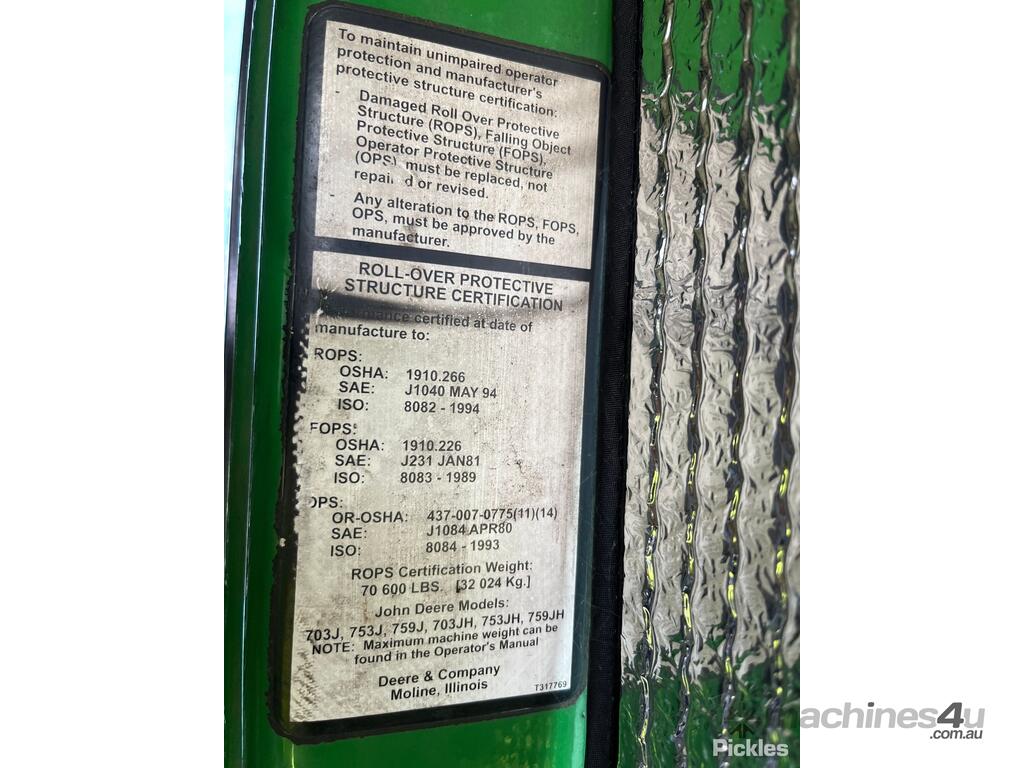 To maintain unimpaired operator
protection and manufacturer's
protective structure certification:
- Damaged Roll Over Protective
Structure (ROPS), Falling Object
Protective Structure (FOPS),
Operator Protective Structure
(OPS), must be replaced, not
repai d or revised.
- Any alteration to the ROPS, FOPS,
OPS, must be approved by the
manufacturer.
ROLL-OVER PROTECTIVE
STRUCTURE CERTIFICATION
certified at date of
manufacture to:
ROPS:
OSHA: 1910.266
SAE: J1040 MAY 94
ISO: 8082 - 1994
FOPS:
OSHA: 1910.226
SAE: J231 JAN81
ISO: 8083 - 1989
OPS:
OR-OSHA: 437-007-0775(11)(14)
SAE: J1084 APR80
ISO: 8084 - 1993
ROPS Certification Weight:
70 600 LBS. [32 024 Kg.]
John Deere Models:
703J, 753J, 759J, 703JH, 753JH, 759JH
NOTE: Maximum machine weight can be
found in the Operator's Manual
Deere & Company
Moline, Illinois
T317769
machines4u
.com.au
Pickles